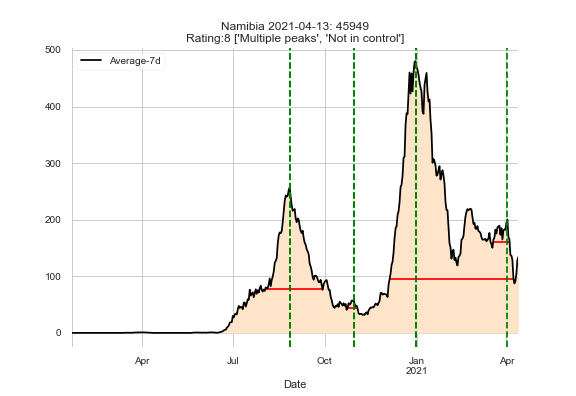 Namibia 2021-04-13: 45949
Rating:8 ['Multiple peaks', 'Not in control']
Average-7d
500
400
300
200
100
0
Apr
Jul
Oct
Jan
2021
Apr
Date